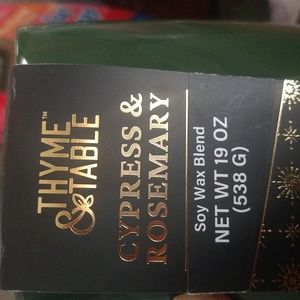 THYME™
& TABLE
CYPRESS &
ROSEMARY
Soy Wax Blend
NET WT 19 OZ
(538 G)